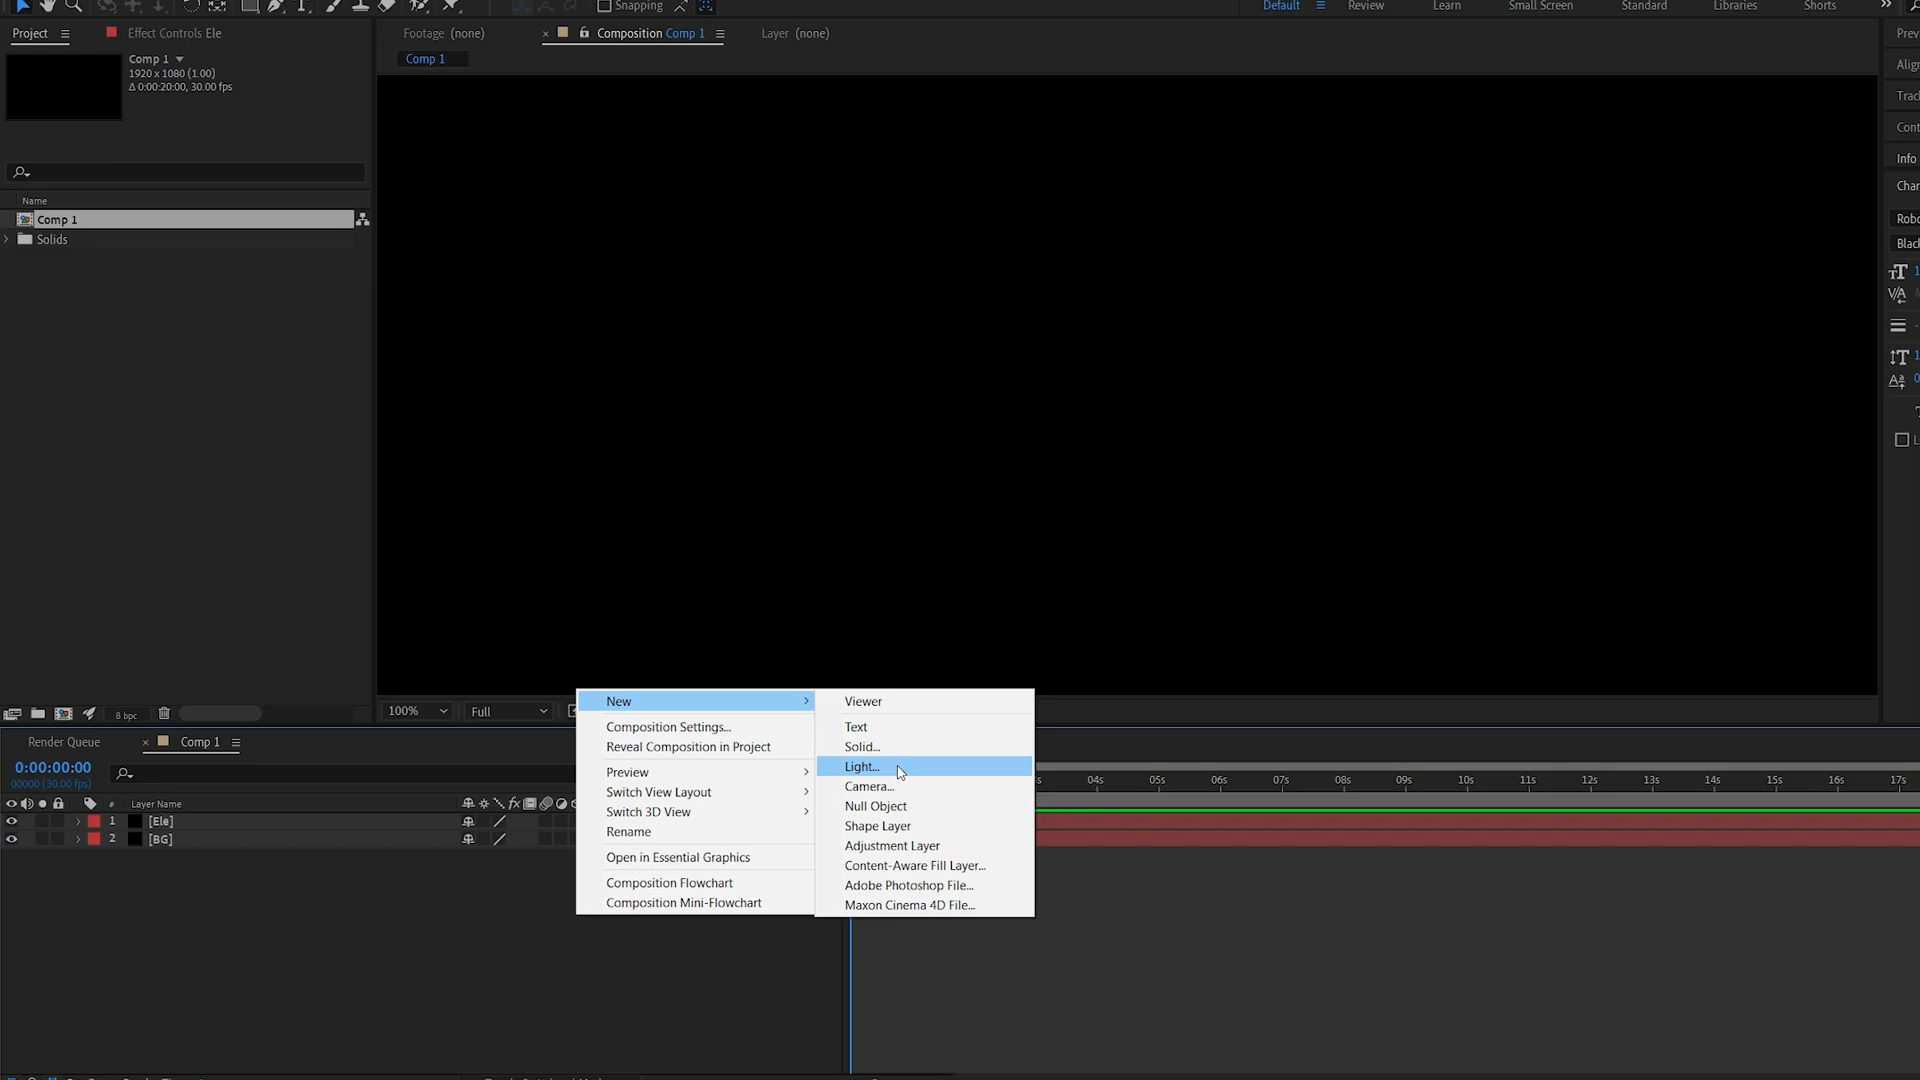 Snapping
Default
Review
Learn
Small Screen
Standard
Libraries
Shorts
Project
Effect Controls Ele
Footage (none)
Composition Comp 1
Layer (none)
Comp 1
Comp 1
1920 x 1080 (1.00)
Δ 0:00:20:00, 30.00 fps
Info
Name
Comp 1
Solids
8 bpc
100%
Full
Render Queue
Comp 1
0:00:00:00
00000 (30.00 fps)
# Layer Name
1 [Ele]
2 [BG]
New
Composition Settings...
Reveal Composition in Project
Preview
Switch View Layout
Switch 3D View
Rename
Open in Essential Graphics
Composition Flowchart
Composition Mini-Flowchart
Viewer
Text
Solid...
Light...
Camera...
Null Object
Shape Layer
Adjustment Layer
Content-Aware Fill Layer...
Adobe Photoshop File...
Maxon Cinema 4D File...
04s 05s 06s 07s 08s 09s 10s 11s 12s 13s 14s 15s 16s 17s